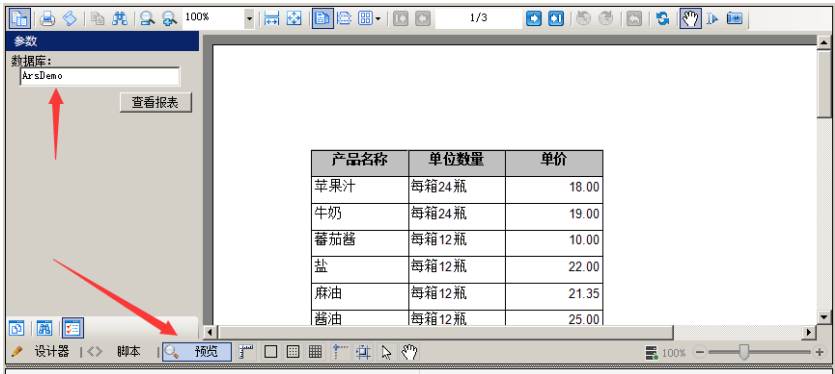 100% 1/3
参数
数据库:
ArsDemo
查看报表
产品名称 单位数量 单价
苹果汁 每箱24瓶 18.00
牛奶 每箱24瓶 19.00
蕃茄酱 每箱12瓶 10.00
盐 每箱12瓶 22.00
麻油 每箱12瓶 21.35
酱油 每箱12瓶 25.00
设计器 脚本 预览 100%